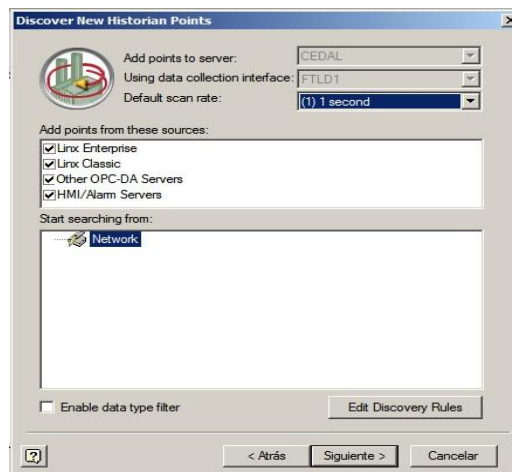 Discover New Historian Points
Add points to server: CEDAL
Using data collection interface: FTLD1
Default scan rate: (1) 1 second
Add points from these sources:
Linx Enterprise
Linx Classic
Other OPC-DA Servers
HMI/Alarm Servers
Start searching from:
Network
Enable data type filter
Edit Discovery Rules
< Atrás Siguiente > Cancelar